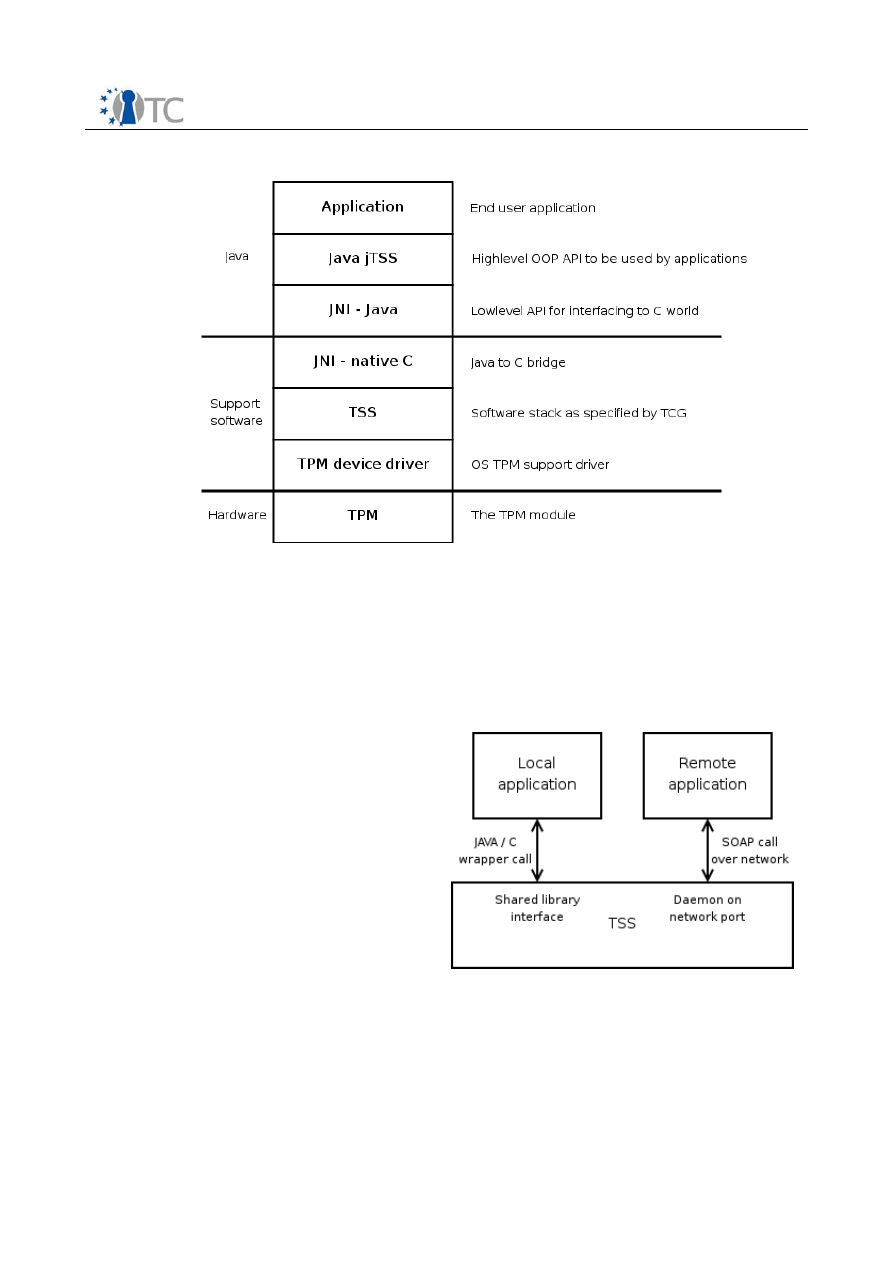 TC
Application
End user application
Java
Java jTSS
Highlevel OOP API to be used by applications
JNI - Java
Lowlevel API for interfacing to C world
JNI - native C
Java to C bridge
Support
software
TSS
Software stack as specified by TCG
TPM device driver
OS TPM support driver
Hardware
TPM
The TPM module
Local
application
Remote
application
JAVA / C
wrapper call
SOAP call
over network
Shared library
interface
TSS
Daemon on
network port